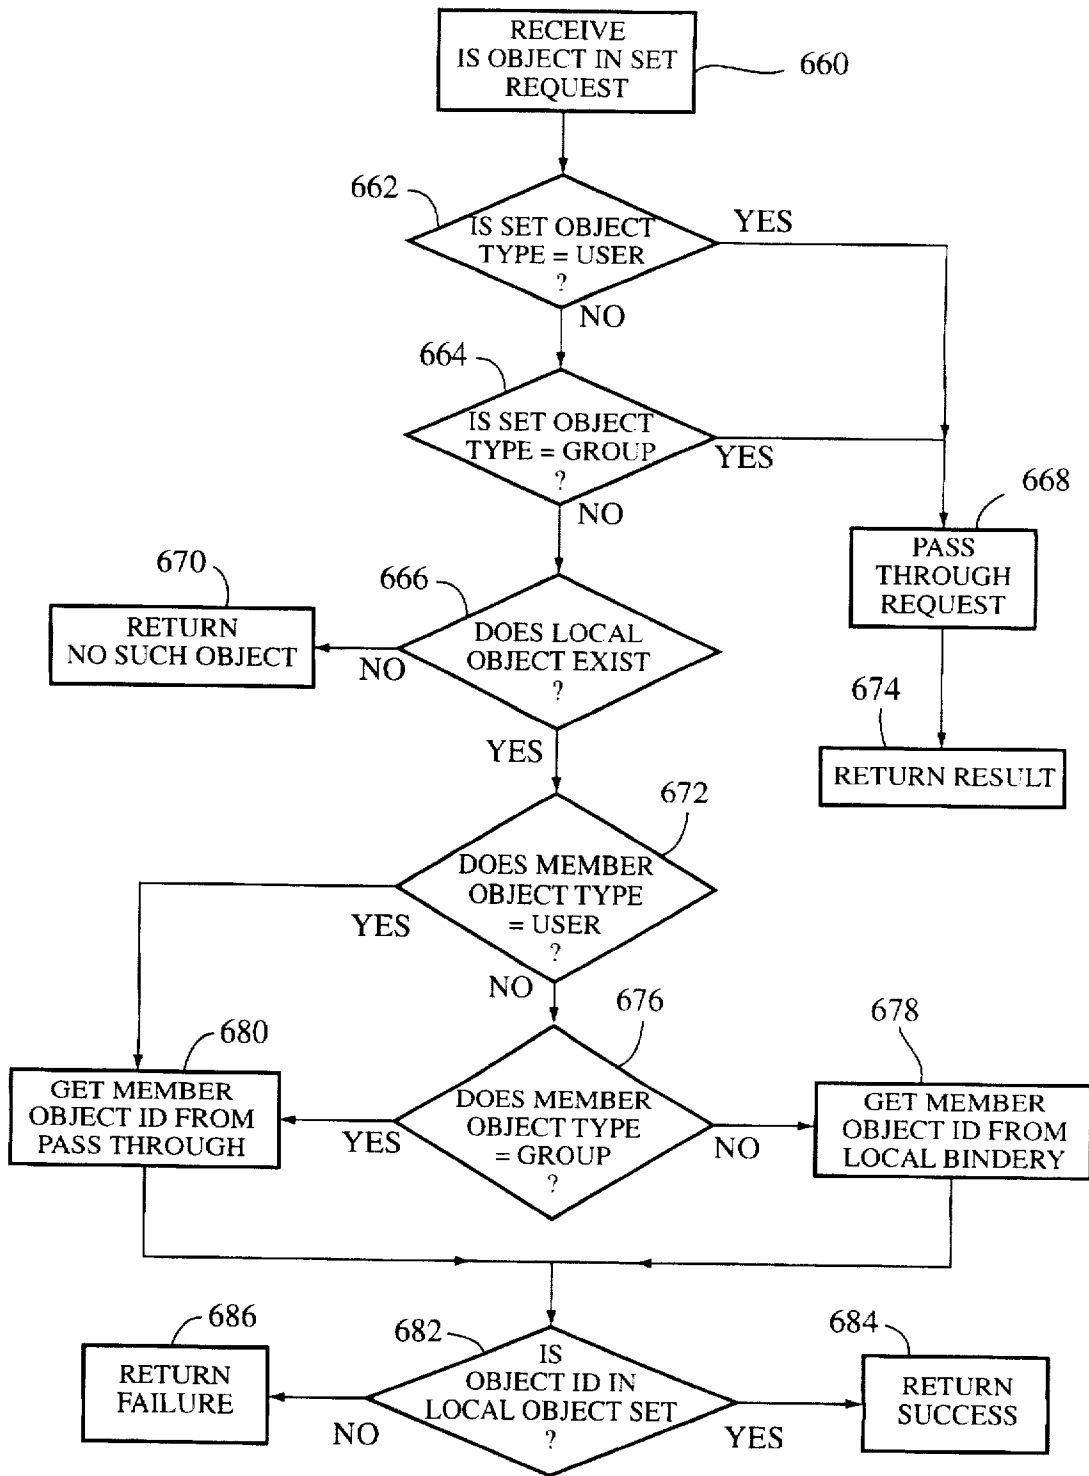 RECEIVE
IS OBJECT IN SET
REQUEST
660
662
IS SET OBJECT
TYPE = USER
?
YES
NO
664
IS SET OBJECT
TYPE = GROUP
?
YES
NO
668
PASS
THROUGH
REQUEST
670
RETURN
NO SUCH OBJECT
666
DOES LOCAL
OBJECT EXIST
?
NO
YES
674
RETURN RESULT
672
DOES MEMBER
OBJECT TYPE
= USER
?
YES
NO
676
DOES MEMBER
OBJECT TYPE
= GROUP
?
YES
NO
680
GET MEMBER
OBJECT ID FROM
PASS THROUGH
678
GET MEMBER
OBJECT ID FROM
LOCAL BINDERY
686
RETURN
FAILURE
682
IS
OBJECT ID IN
LOCAL OBJECT SET
?
NO
YES
684
RETURN
SUCCESS